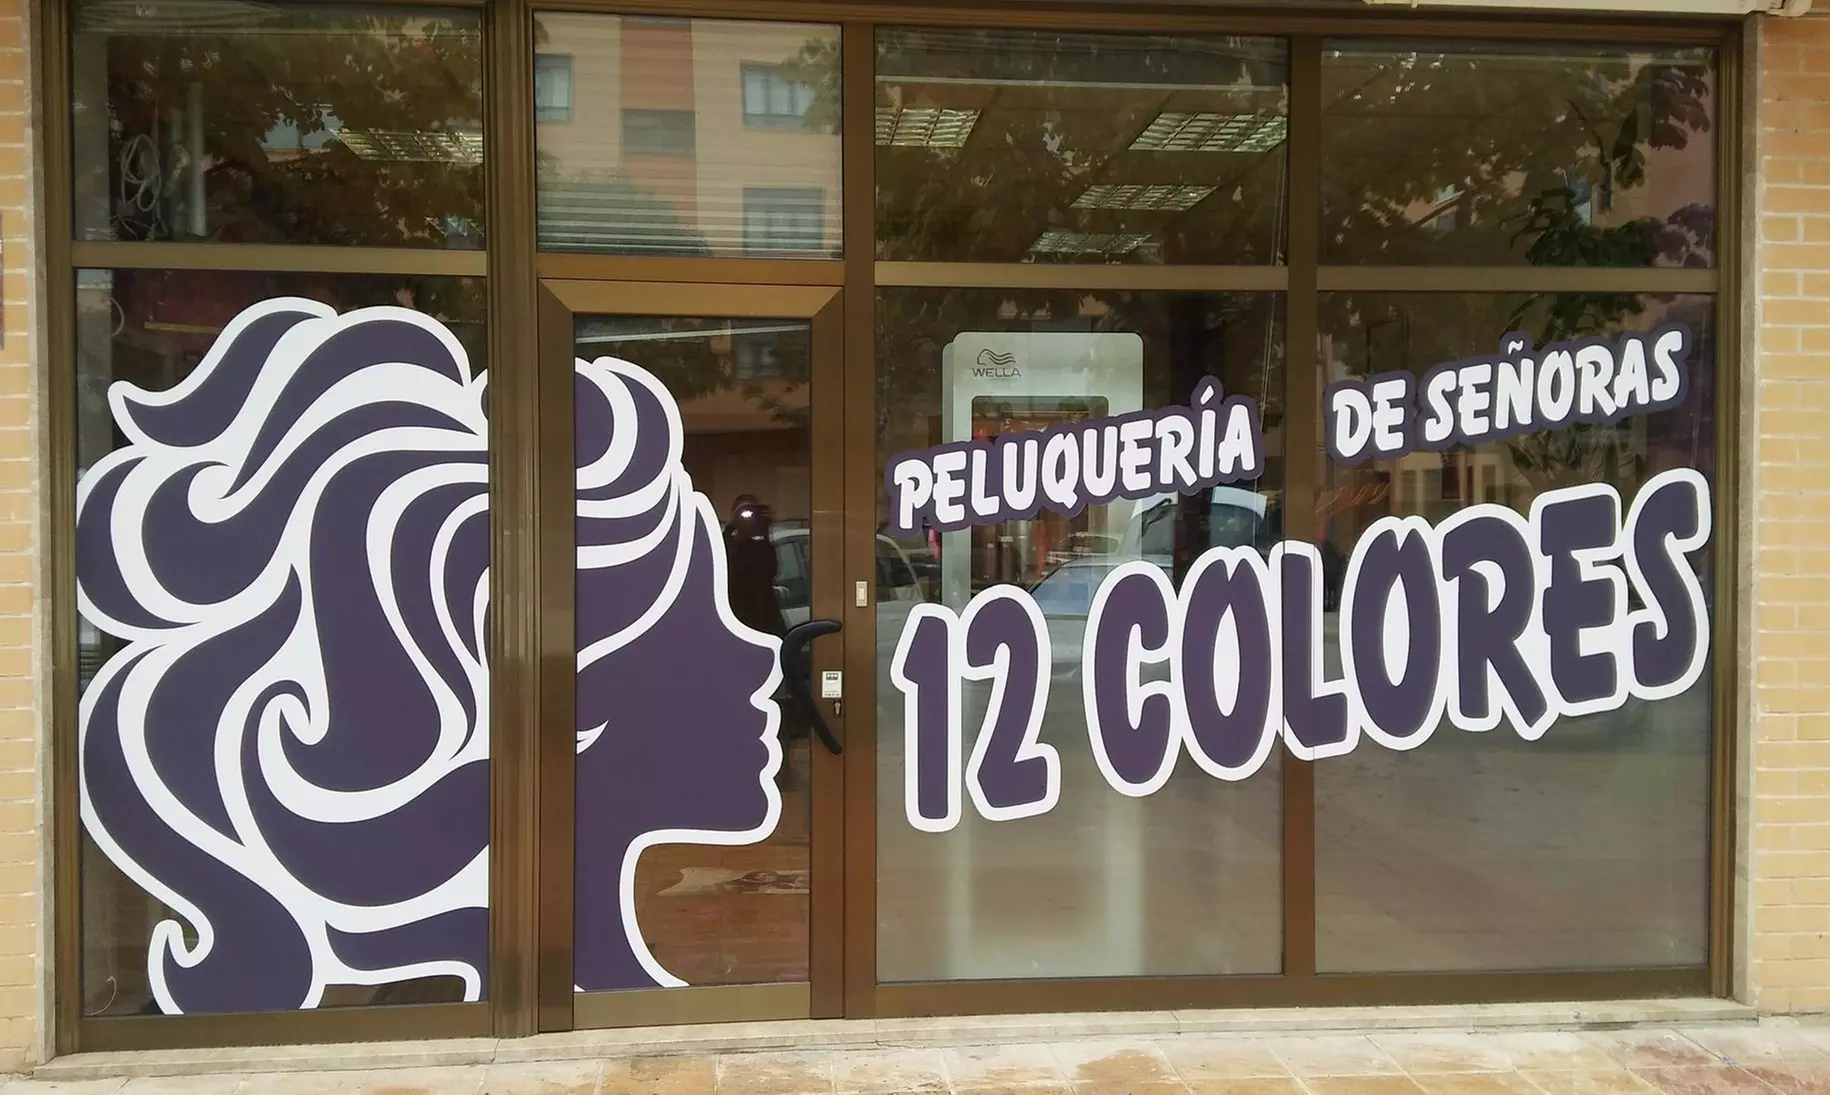 WELLA
PELUQUERÍA DE SEÑORAS
12 COLORES